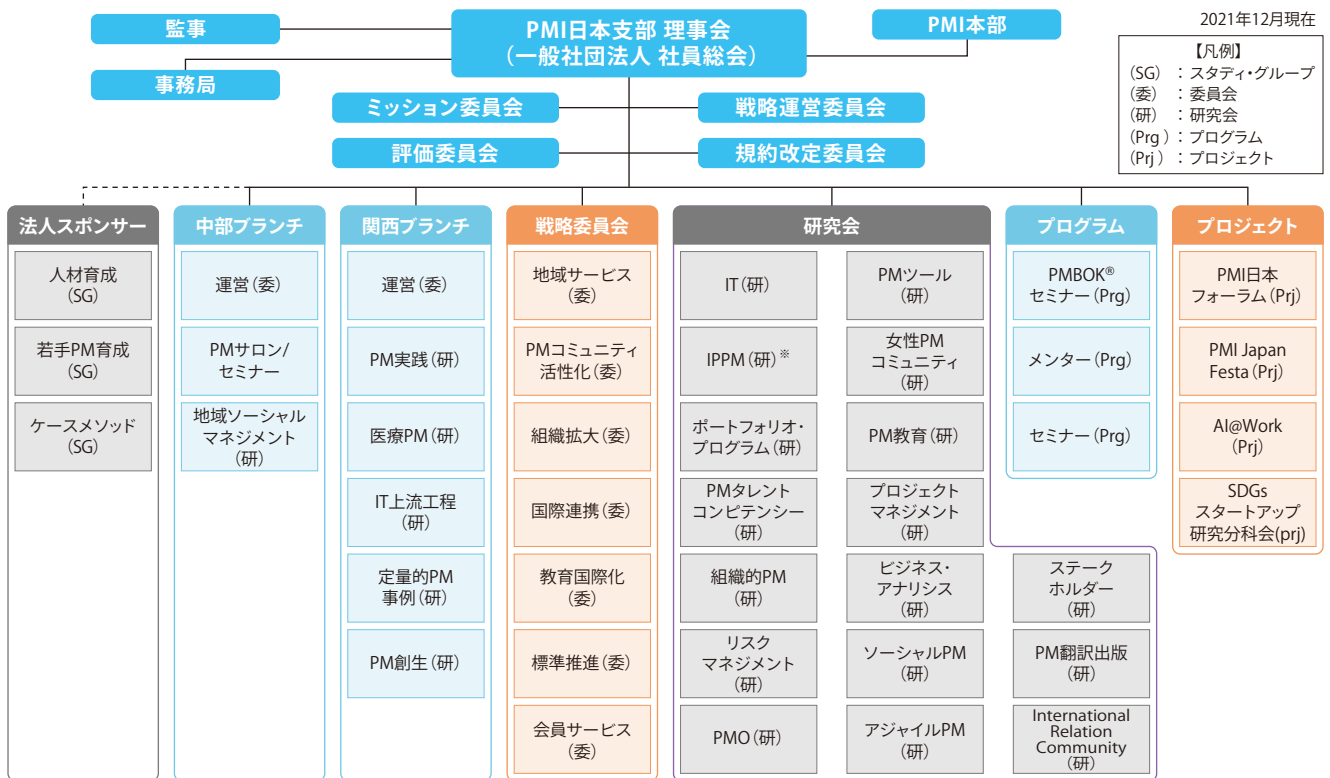 2021年12月現在
監事
PMI日本支部 理事会
（一般社団法人 社員総会）
PMI本部
事務局
【凡例】
（SG）：スタディ・グループ
（委）：委員会
（研）：研究会
（Prg）：プログラム
（Prj）：プロジェクト
ミッション委員会
戦略運営委員会
評価委員会
規約改定委員会
法人スポンサー
人材育成
（SG）
若手PM育成
（SG）
ケースメソッド
（SG）
中部ブランチ
運営（委）
PMサロン/
セミナー
地域ソーシャル
マネジメント
（研）
関西ブランチ
運営（委）
PM実践（研）
医療PM（研）
IT上流工程
（研）
定量的PM
事例（研）
PM創生（研）
戦略委員会
地域サービス
（委）
PMコミュニティ
活性化（委）
組織拡大（委）
国際連携（委）
教育国際化
（委）
標準推進（委）
会員サービス
（委）
研究会
IT（研）
IPPM（研）※
ポートフォリオ・
プログラム（研）
PMタレント
コンピテンシー
（研）
組織的PM
（研）
リスク
マネジメント
（研）
PMO（研）
PMツール
（研）
女性PM
コミュニティ
（研）
PM教育（研）
プロジェクト
マネジメント
（研）
ビジネス・
アナリシス
（研）
ソーシャルPM
（研）
アジャイルPM
（研）
ステーク
ホルダー
（研）
PM翻訳出版
（研）
International
Relation
Community
（研）
プログラム
PMBOK®
セミナー（Prg）
メンター（Prg）
セミナー（Prg）
プロジェクト
PMI日本
フォーラム（Prj）
PMI Japan
Festa（Prj）
AI@Work
（Prj）
SDGs
スタートアップ
研究分科会(prj)